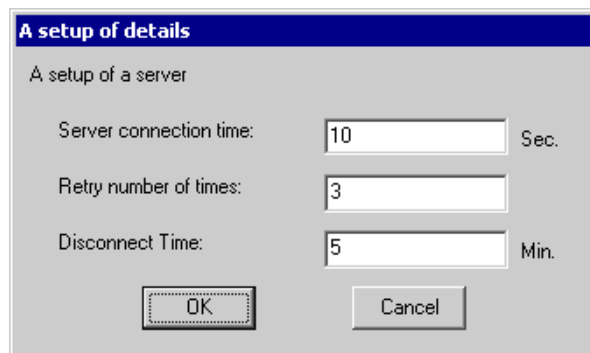 A setup of details
A setup of a server
Server connection time: 10 Sec.
Retry number of times: 3
Disconnect Time: 5 Min.
OK Cancel